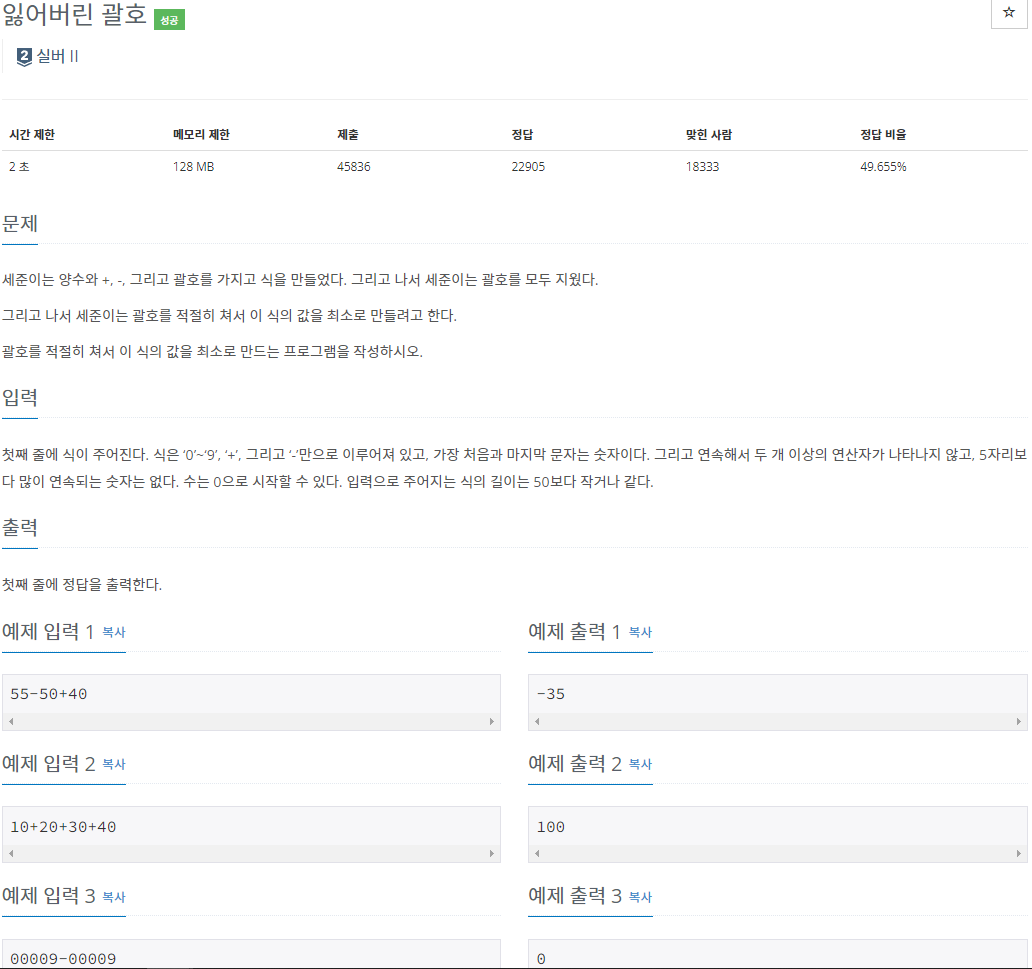 잃어버린 괄호 성공
☆
2 실버 II
시간 제한 메모리 제한 제출 정답 맞힌 사람 정답 비율
2 초 128 MB 45836 22905 18333 49.655%
문제
세준이는 양수와 +, -, 그리고 괄호를 가지고 식을 만들었다. 그리고 나서 세준이는 괄호를 모두 지웠다.
그리고 나서 세준이는 괄호를 적절히 쳐서 이 식의 값을 최소로 만들려고 한다.
괄호를 적절히 쳐서 이 식의 값을 최소로 만드는 프로그램을 작성하시오.
입력
첫째 줄에 식이 주어진다. 식은 ‘0’~‘9’, ‘+’, 그리고 ‘-’만으로 이루어져 있고, 가장 처음과 마지막 문자는 숫자이다. 그리고 연속해서 두 개 이상의 연산자가 나타나지 않고, 5자리보
다 많이 연속되는 숫자는 없다. 수는 0으로 시작할 수 있다. 입력으로 주어지는 식의 길이는 50보다 작거나 같다.
출력
첫째 줄에 정답을 출력한다.
예제 입력 1 복사
예제 출력 1 복사
55-50+40
-35
예제 입력 2 복사
예제 출력 2 복사
10+20+30+40
100
예제 입력 3 복사
예제 출력 3 복사
00009-00009
0